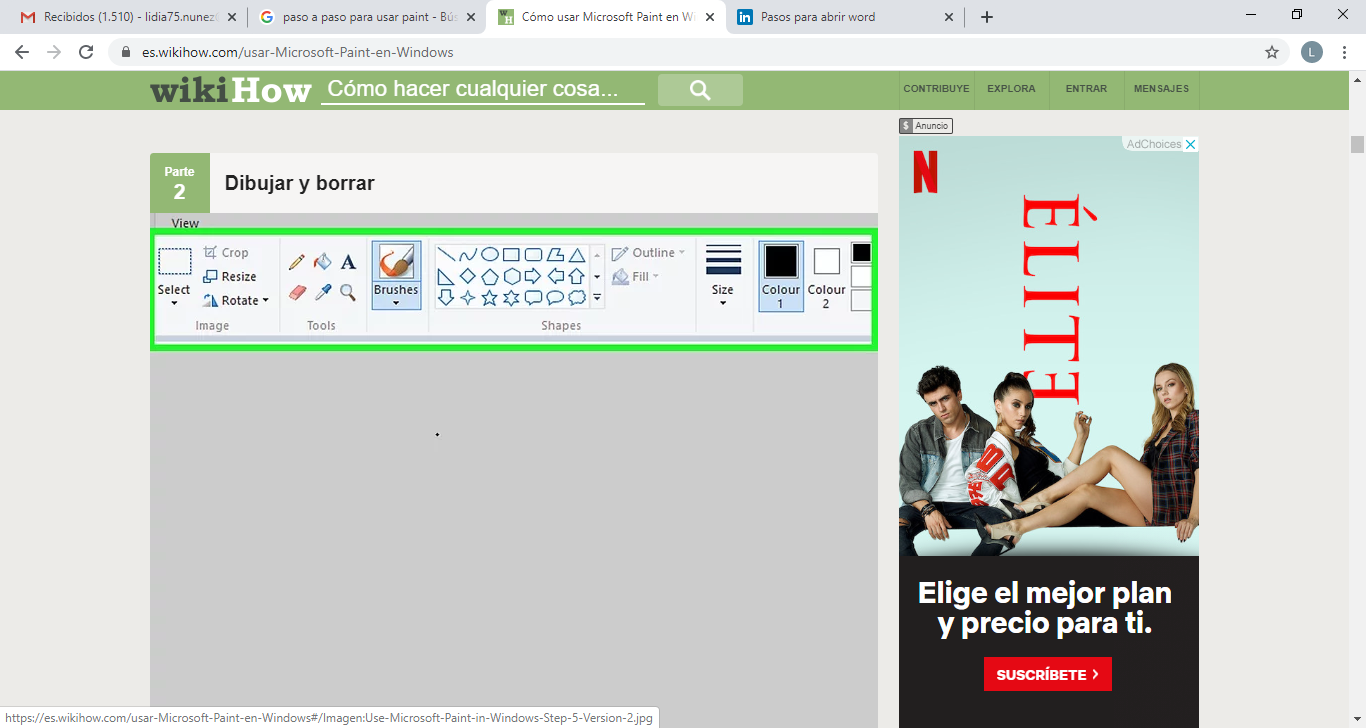 Recibidos (1.510) - lidia75.nunez
paso a paso para usar paint - Bús
Cómo usar Microsoft Paint en Wi
Pasos para abrir word
es.wikihow.com/usar-Microsoft-Paint-en-Windows
L
wikiHow
Cómo hacer cualquier cosa...
CONTRIBUYE
EXPLORA
ENTRAR
MENSAJES
Parte
2
Dibujar y borrar
View
Select
Crop
Resize
Rotate
Image
A
Tools
Brushes
Shapes
Outline
Fill
Size
Colour
1
Colour
2
$ Anuncio
AdChoices
N
ÉLITE
Elige el mejor plan
y precio para ti.
SUSCRÍBETE >
https://es.wikihow.com/usar-Microsoft-Paint-en-Windows#/Imagen:Use-Microsoft-Paint-in-Windows-Step-5-Version-2.jpg